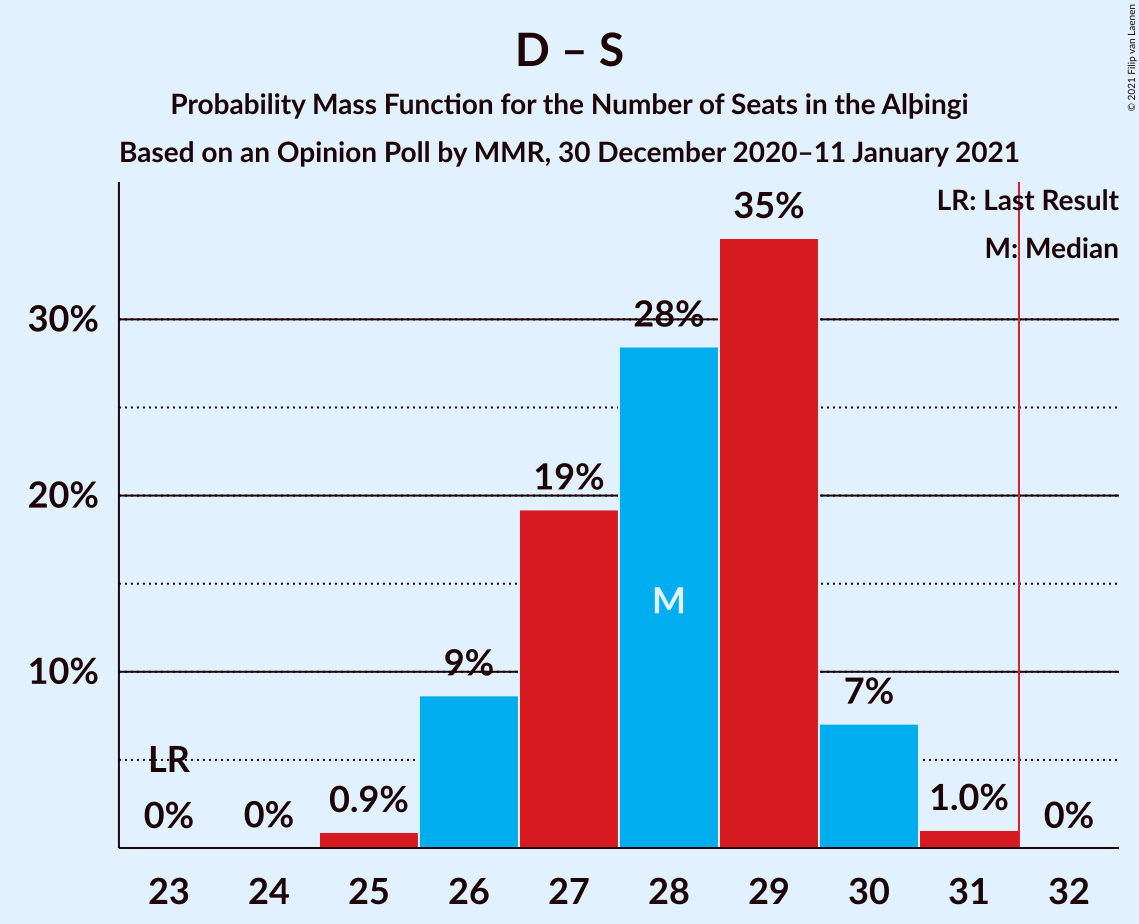 D – S
Probability Mass Function for the Number of Seats in the Alþingi
Based on an Opinion Poll by MMR, 30 December 2020–11 January 2021
© 2021 Filip van Laenen
LR: Last Result
M: Median
35%
30%
28%
20%
19%
M
10%
9%
7%
LR
0%
0%
0.9%
1.0%
0%
23 24 25 26 27 28 29 30 31 32